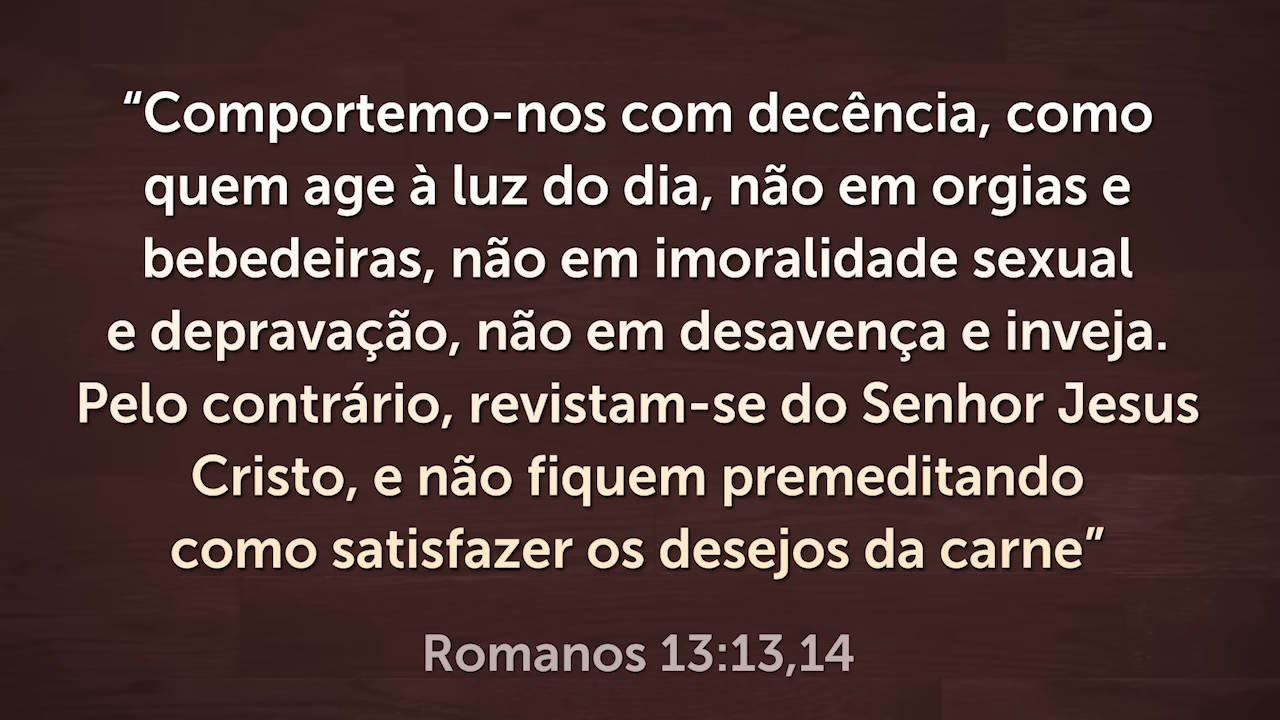 “Comportemo-nos com decência, como
quem age à luz do dia, não em orgias e
bebedeiras, não em imoralidade sexual
e depravação, não em desavença e inveja.
Pelo contrário, revistam-se do Senhor Jesus
Cristo, e não fiquem premeditando
como satisfazer os desejos da carne”
Romanos 13:13,14